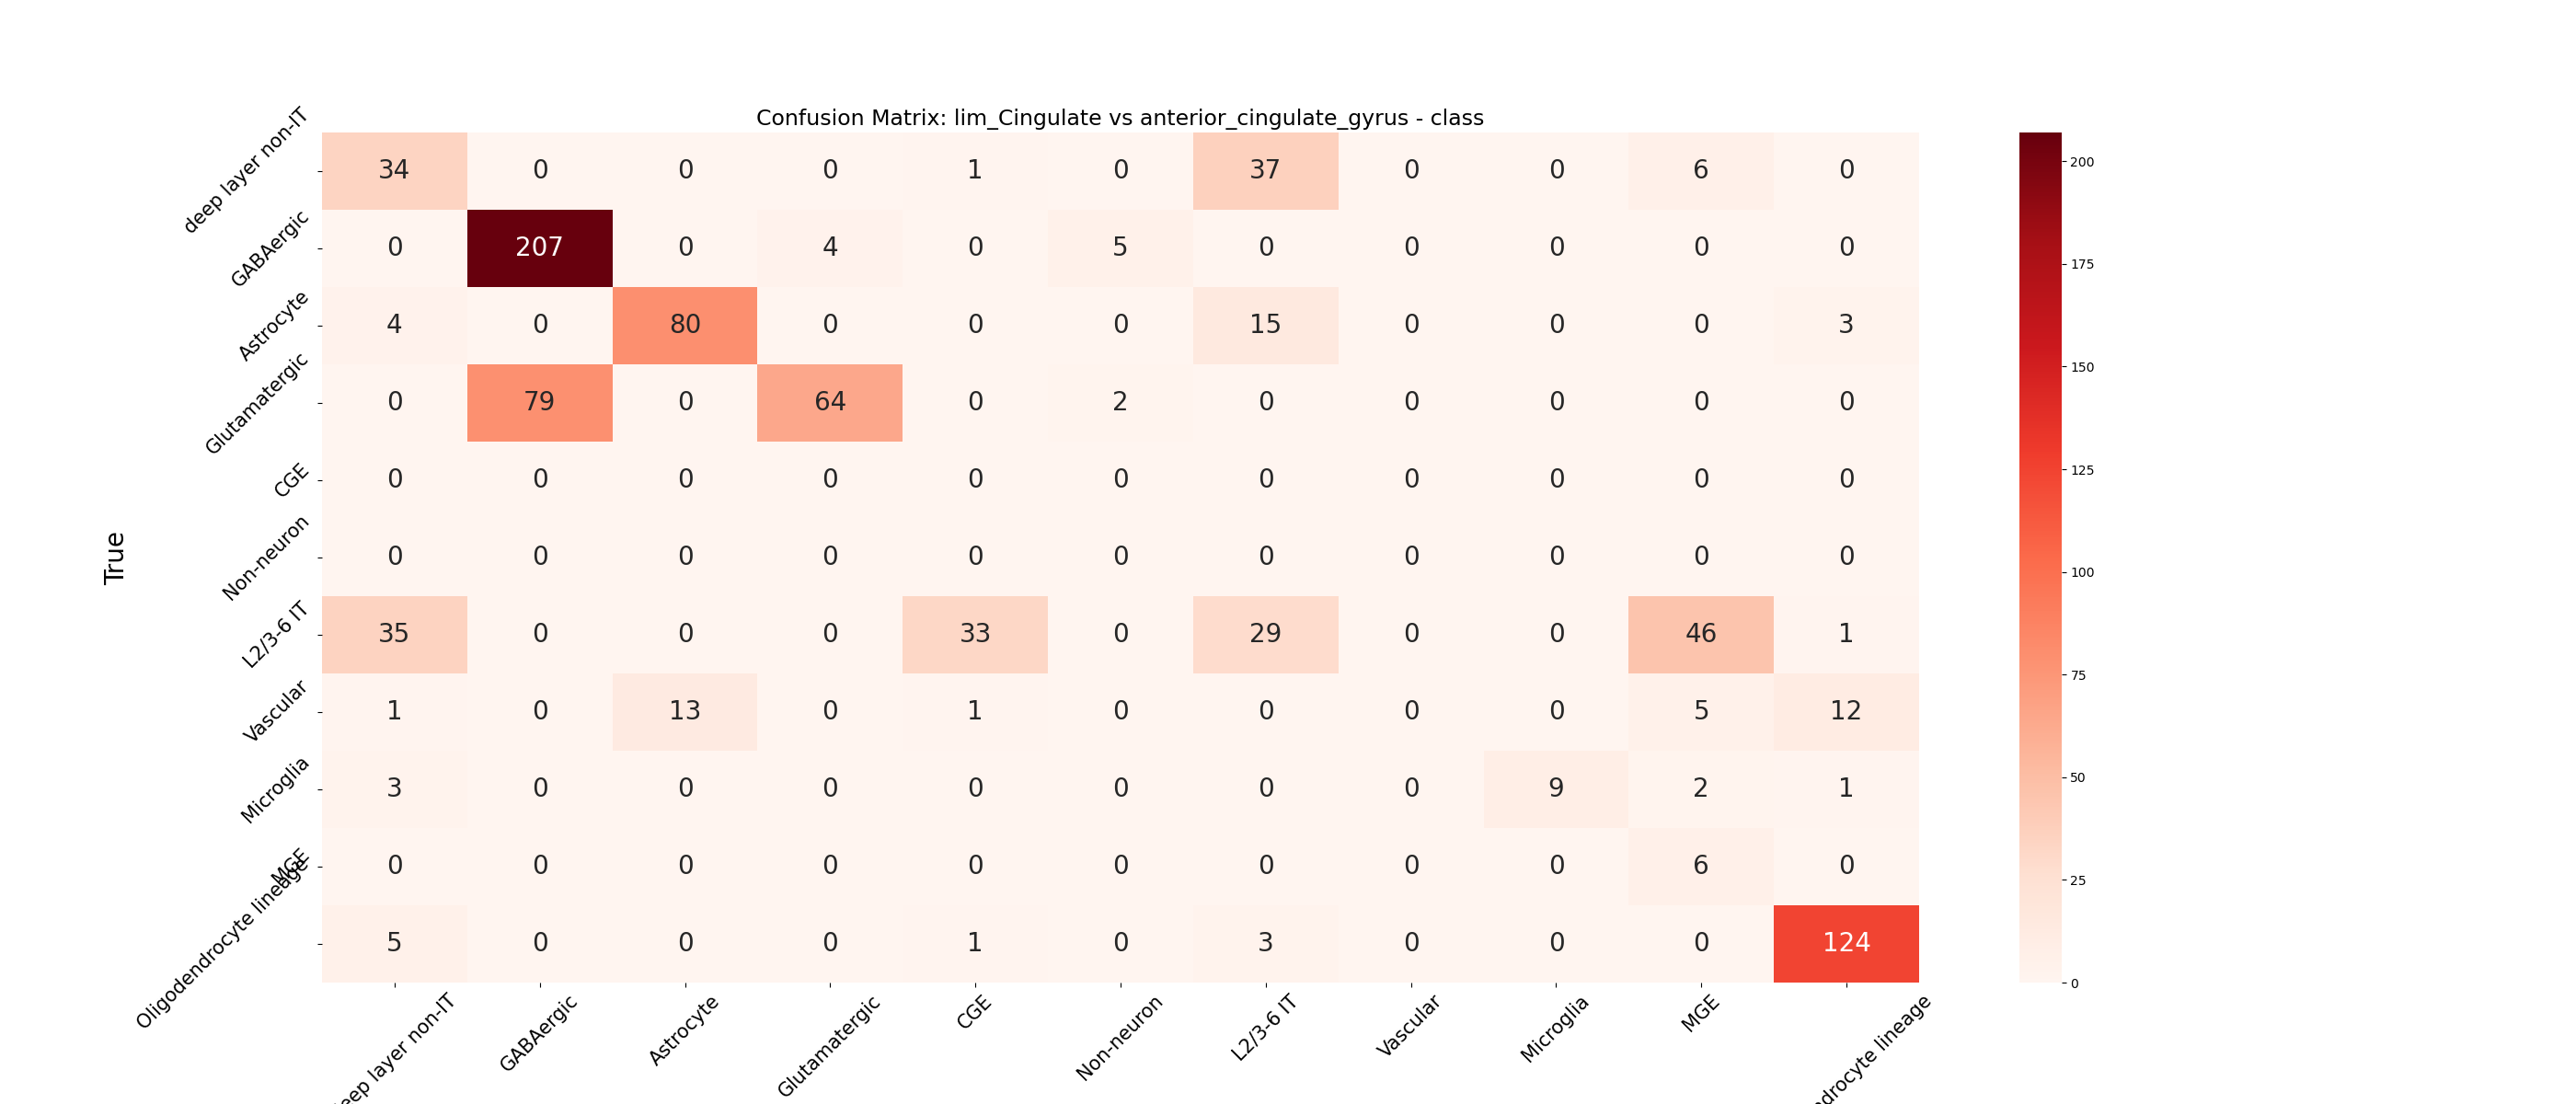 Confusion Matrix: lim_Cingulate vs anterior_cingulate_gyrus - class
True
deep layer non-IT 34 0 0 0 1 0 37 0 0 6 0
GABAergic 0 207 0 4 0 5 0 0 0 0 0
Astrocyte 4 0 80 0 0 0 15 0 0 0 3
Glutamatergic 0 79 0 64 0 2 0 0 0 0 0
CGE 0 0 0 0 0 0 0 0 0 0 0
Non-neuron 0 0 0 0 0 0 0 0 0 0 0
L2/3-6 IT 35 0 0 0 33 0 29 0 0 46 1
Vascular 1 0 13 0 1 0 0 0 0 5 12
Microglia 3 0 0 0 0 0 0 0 9 2 1
MGE 0 0 0 0 0 0 0 0 0 6 0
Oligodendrocyte lineage 5 0 0 0 1 0 3 0 0 0 124
layer non-IT GABAergic Astrocyte Glutamatergic CGE Non-neuron L2/3-6 IT Vascular Microglia MGE lineage
200
175
150
125
100
75
50
25
0